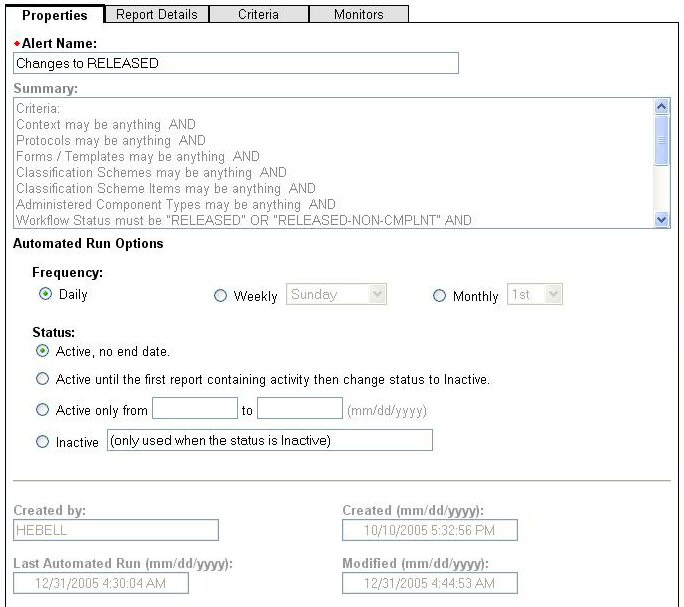 Properties Report Details Criteria Monitors
Alert Name:
Changes to RELEASED
Summary:
Criteria:
Context may be anything AND
Protocols may be anything AND
Forms / Templates may be anything AND
Classification Schemes may be anything AND
Classification Scheme Items may be anything AND
Administered Component Types may be anything AND
Workflow Status must be "RELEASED" OR "RELEASED-NON-CMPLNT" AND
Automated Run Options
Frequency:
Daily Weekly Sunday Monthly 1st
Status:
Active, no end date.
Active until the first report containing activity then change status to Inactive.
Active only from to (mm/dd/yyyy)
Inactive (only used when the status is Inactive)
Created by: Created (mm/dd/yyyy):
HEBELL 10/10/2005 5:32:56 PM
Last Automated Run (mm/dd/yyyy): Modified (mm/dd/yyyy):
12/31/2005 4:30:04 AM 12/31/2005 4:44:53 AM